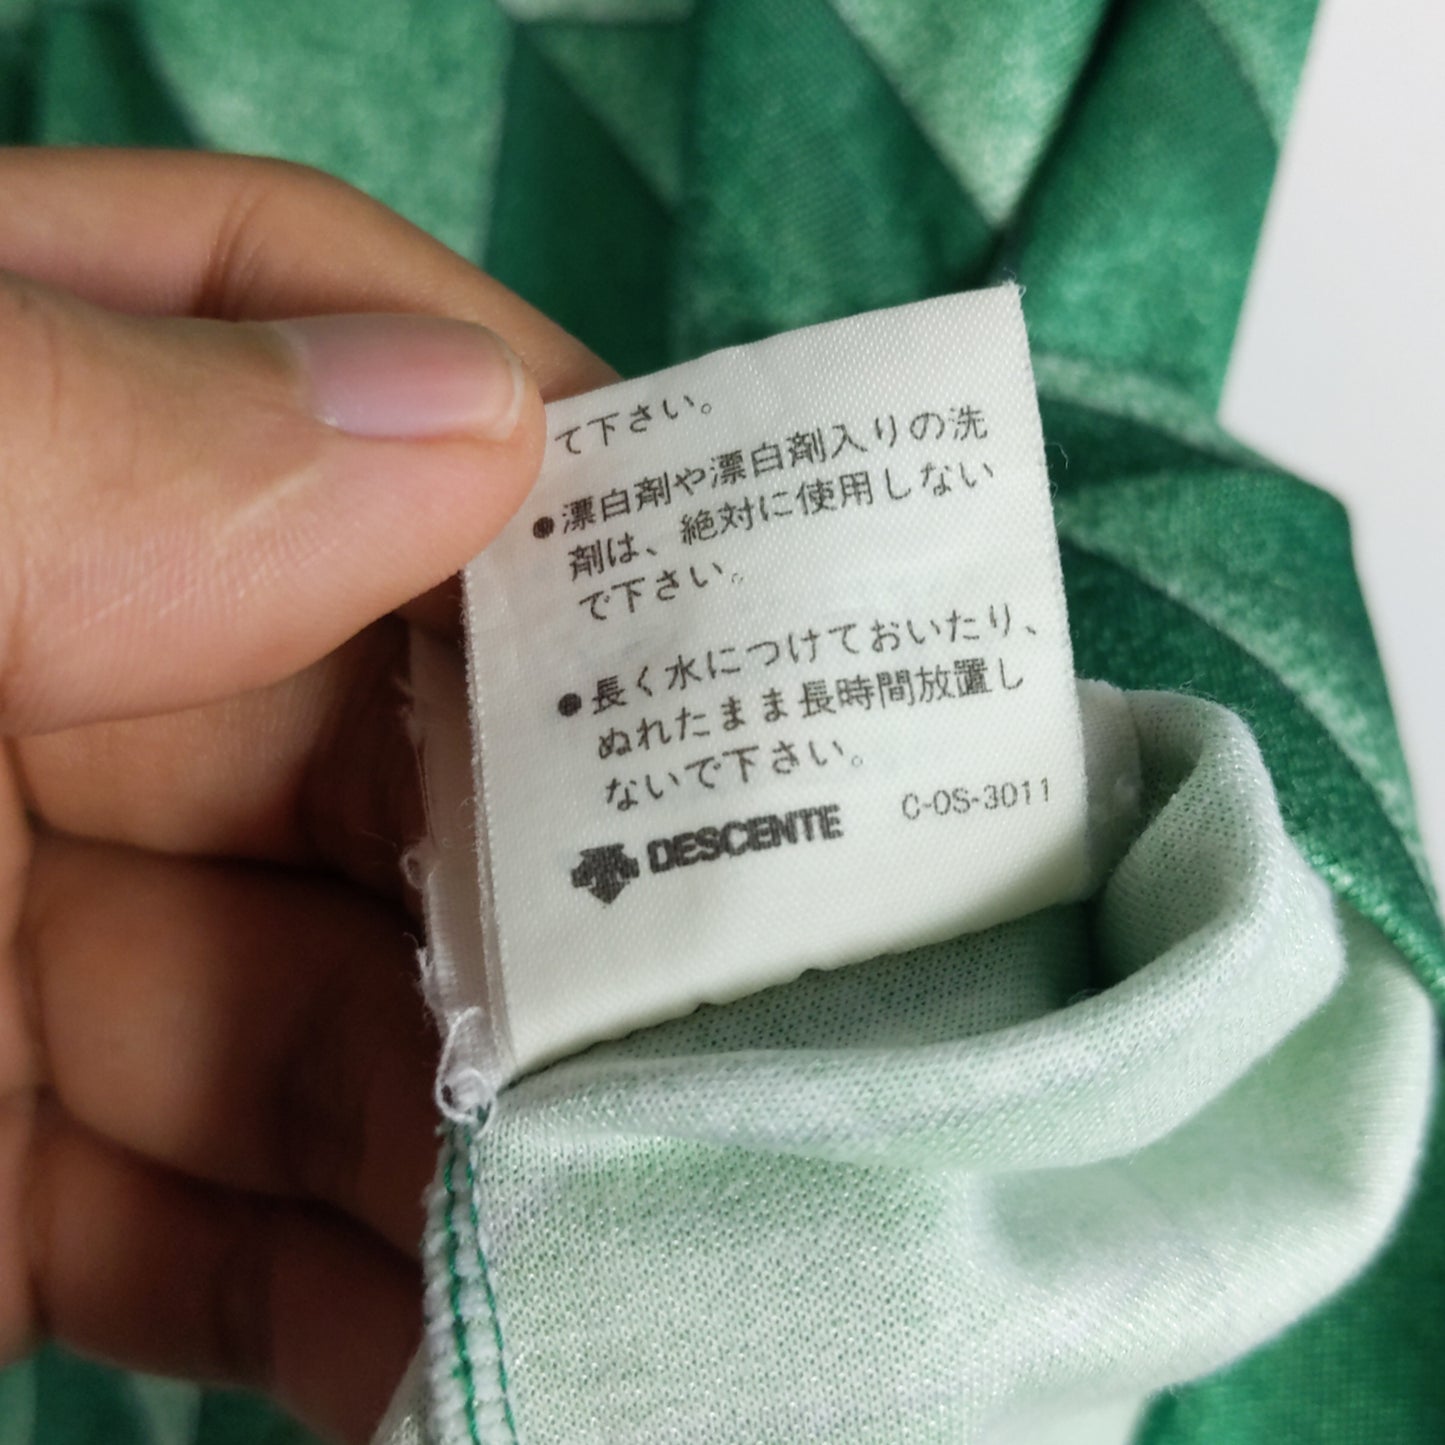 て下さい。
●漂白剤や漂白剤入りの洗
剤は、絶対に使用しない
で下さい。
●長く水につけておいたり、
ぬれたまま長時間放置し
ないで下さい。
DESCENTE C-OS-3011